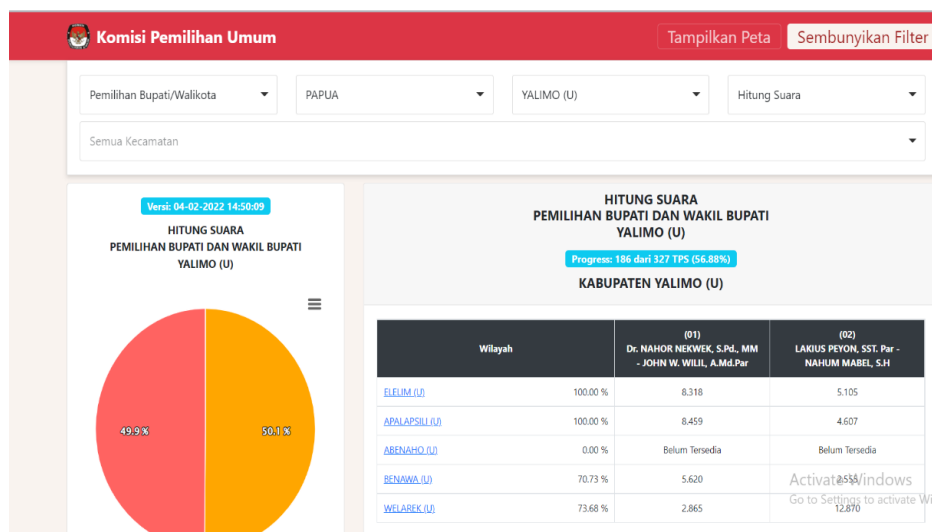 Komisi Pemilihan Umum
Tampilkan Peta
Sembunyikan Filter
Pemilihan Bupati/Walikota
PAPUA
YALIMO (U)
Hitung Suara
Semua Kecamatan
Versi: 04-02-2022 14:50:09
HITUNG SUARA
PEMILIHAN BUPATI DAN WAKIL BUPATI
YALIMO (U)
49.9 %
50.1 %
HITUNG SUARA
PEMILIHAN BUPATI DAN WAKIL BUPATI
YALIMO (U)
Progress: 186 dari 327 TPS (56.88%)
KABUPATEN YALIMO (U)
Wilayah
(01)
Dr. NAHOR NEKWEK, S.Pd., MM
- JOHN W. WILIL, A.Md.Par
(02)
LAKIUS PEYON, SST. Par -
NAHUM MABEL, S.H
ELELIM (U) 100.00 % 8.318 5.105
APALAPSILI (U) 100.00 % 8.459 4.607
ABENAHO (U) 0.00 % Belum Tersedia Belum Tersedia
BENAWA (U) 70.73 % 5.620
WELAREK (U) 73.68 % 2.865 12.870
Activate Windows
Go to Settings to activate